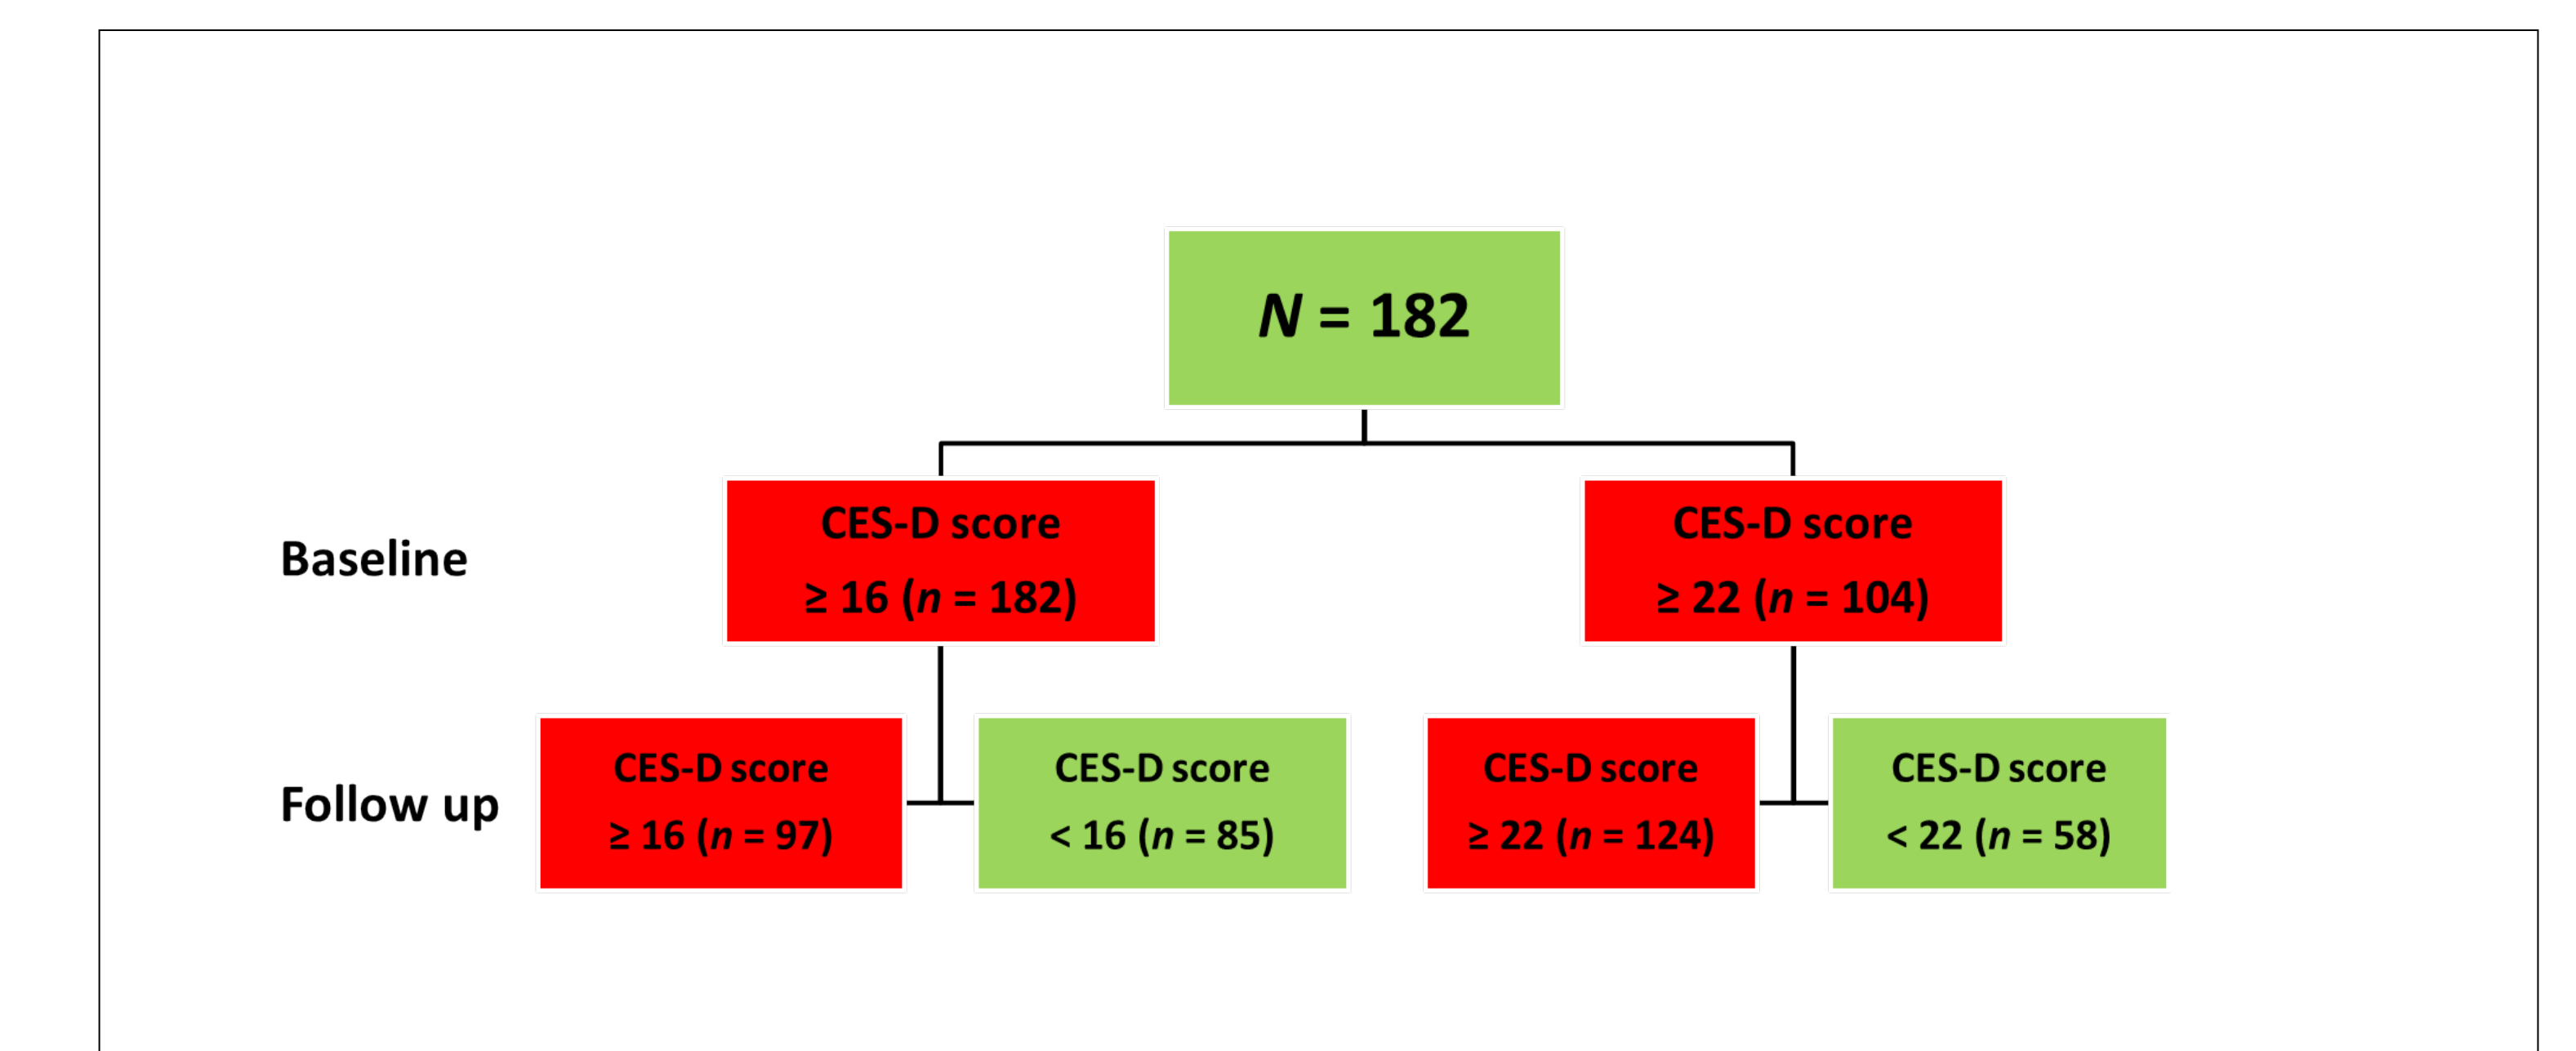 N = 182
Baseline
CES-D score
≥ 16 (n = 182)
CES-D score
≥ 22 (n = 104)
Follow up
CES-D score
≥ 16 (n = 97)
CES-D score
< 16 (n = 85)
CES-D score
≥ 22 (n = 124)
CES-D score
< 22 (n = 58)